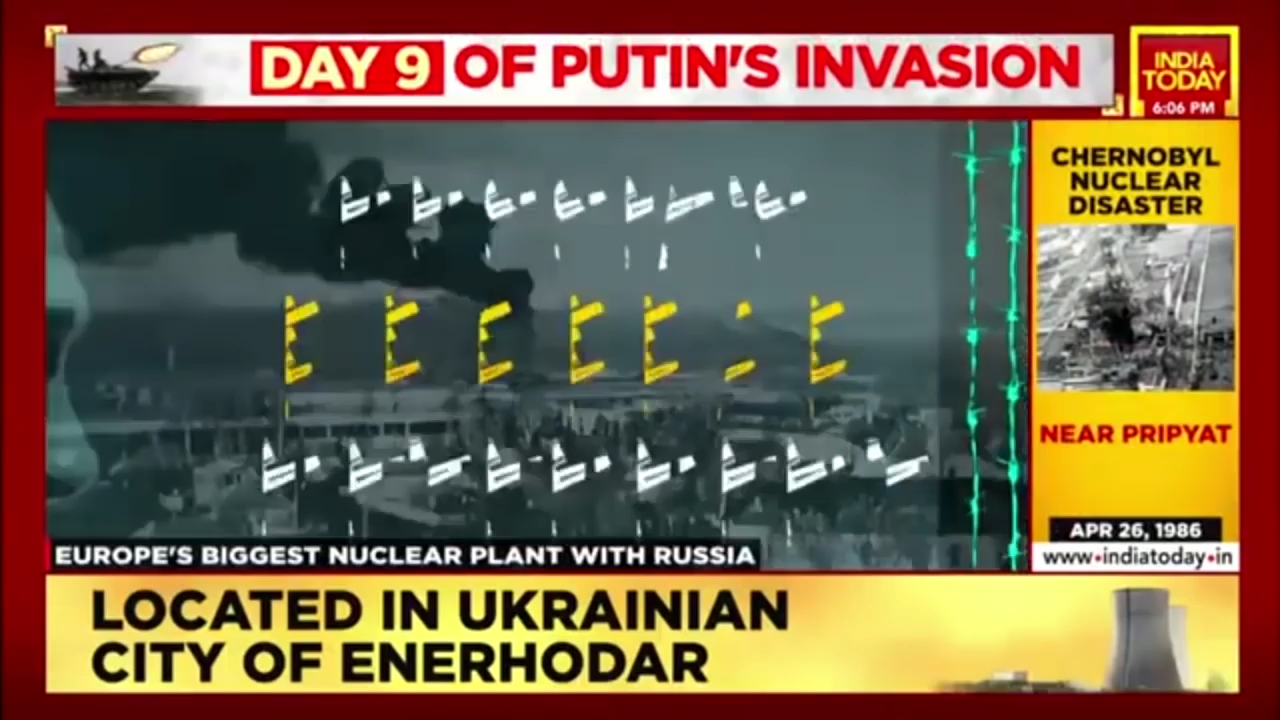 DAY 9 OF PUTIN'S INVASION
INDIA
TODAY
6:06 PM
CHERNOBYL
NUCLEAR
DISASTER
NEAR PRIPYAT
APR 26, 1986
www•indiatoday•in
EUROPE'S BIGGEST NUCLEAR PLANT WITH RUSSIA
LOCATED IN UKRAINIAN
CITY OF ENERHODAR